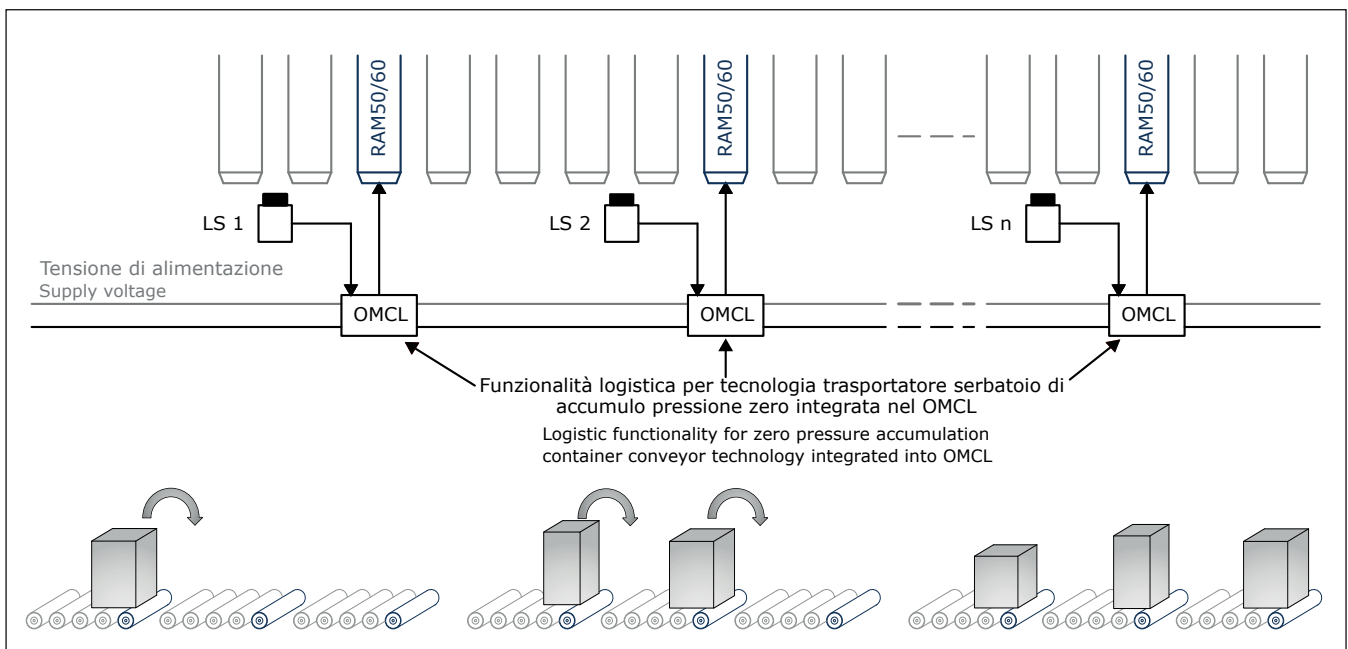 RAM50/60
RAM50/60
RAM50/60
LS 1
LS 2
LS n
Tensione di alimentazione
Supply voltage
OMCL
OMCL
OMCL
Funzionalità logistica per tecnologia trasportatore serbatoio di
accumulo pressione zero integrata nel OMCL
Logistic functionality for zero pressure accumulation
container conveyor technology integrated into OMCL